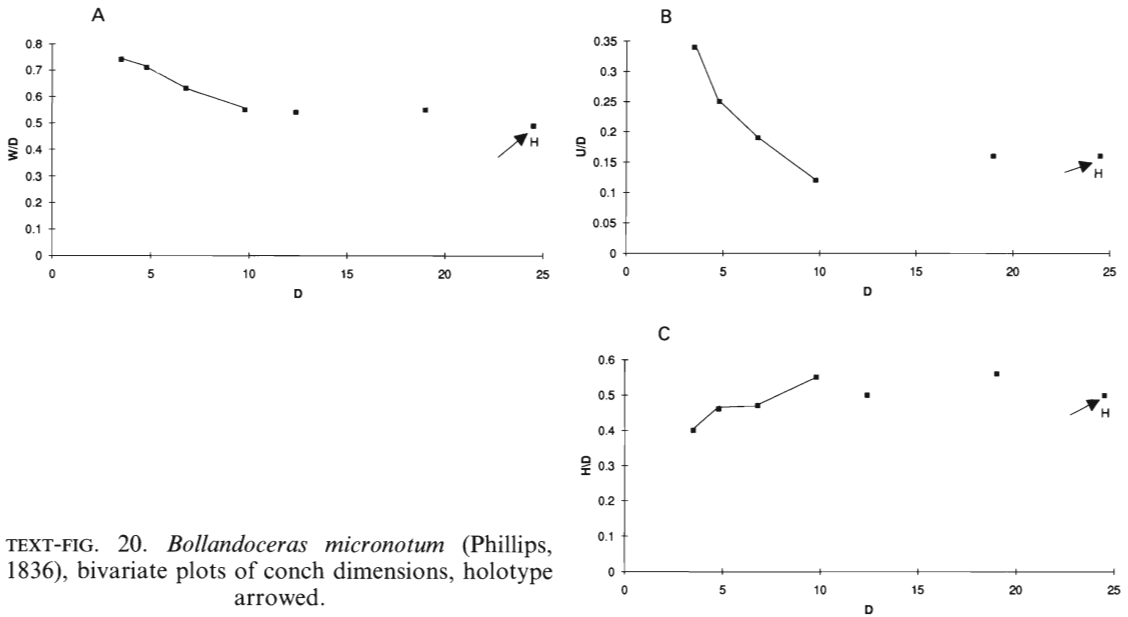 A
W/D
0.8
0.7
0.6
0.5
0.4
0.3
0.2
0.1
0
H
0 5 10 15 20 25
D
B
U/D
0.35
0.3
0.25
0.2
0.15
0.1
0.05
0
H
0 5 10 15 20 25
D
C
H\D
0.6
0.5
0.4
0.3
0.2
0.1
0
H
0 5 10 15 20 25
D
TEXT-FIG. 20. Bollandoceras micronotum (Phillips,
1836), bivariate plots of conch dimensions, holotype
arrowed.